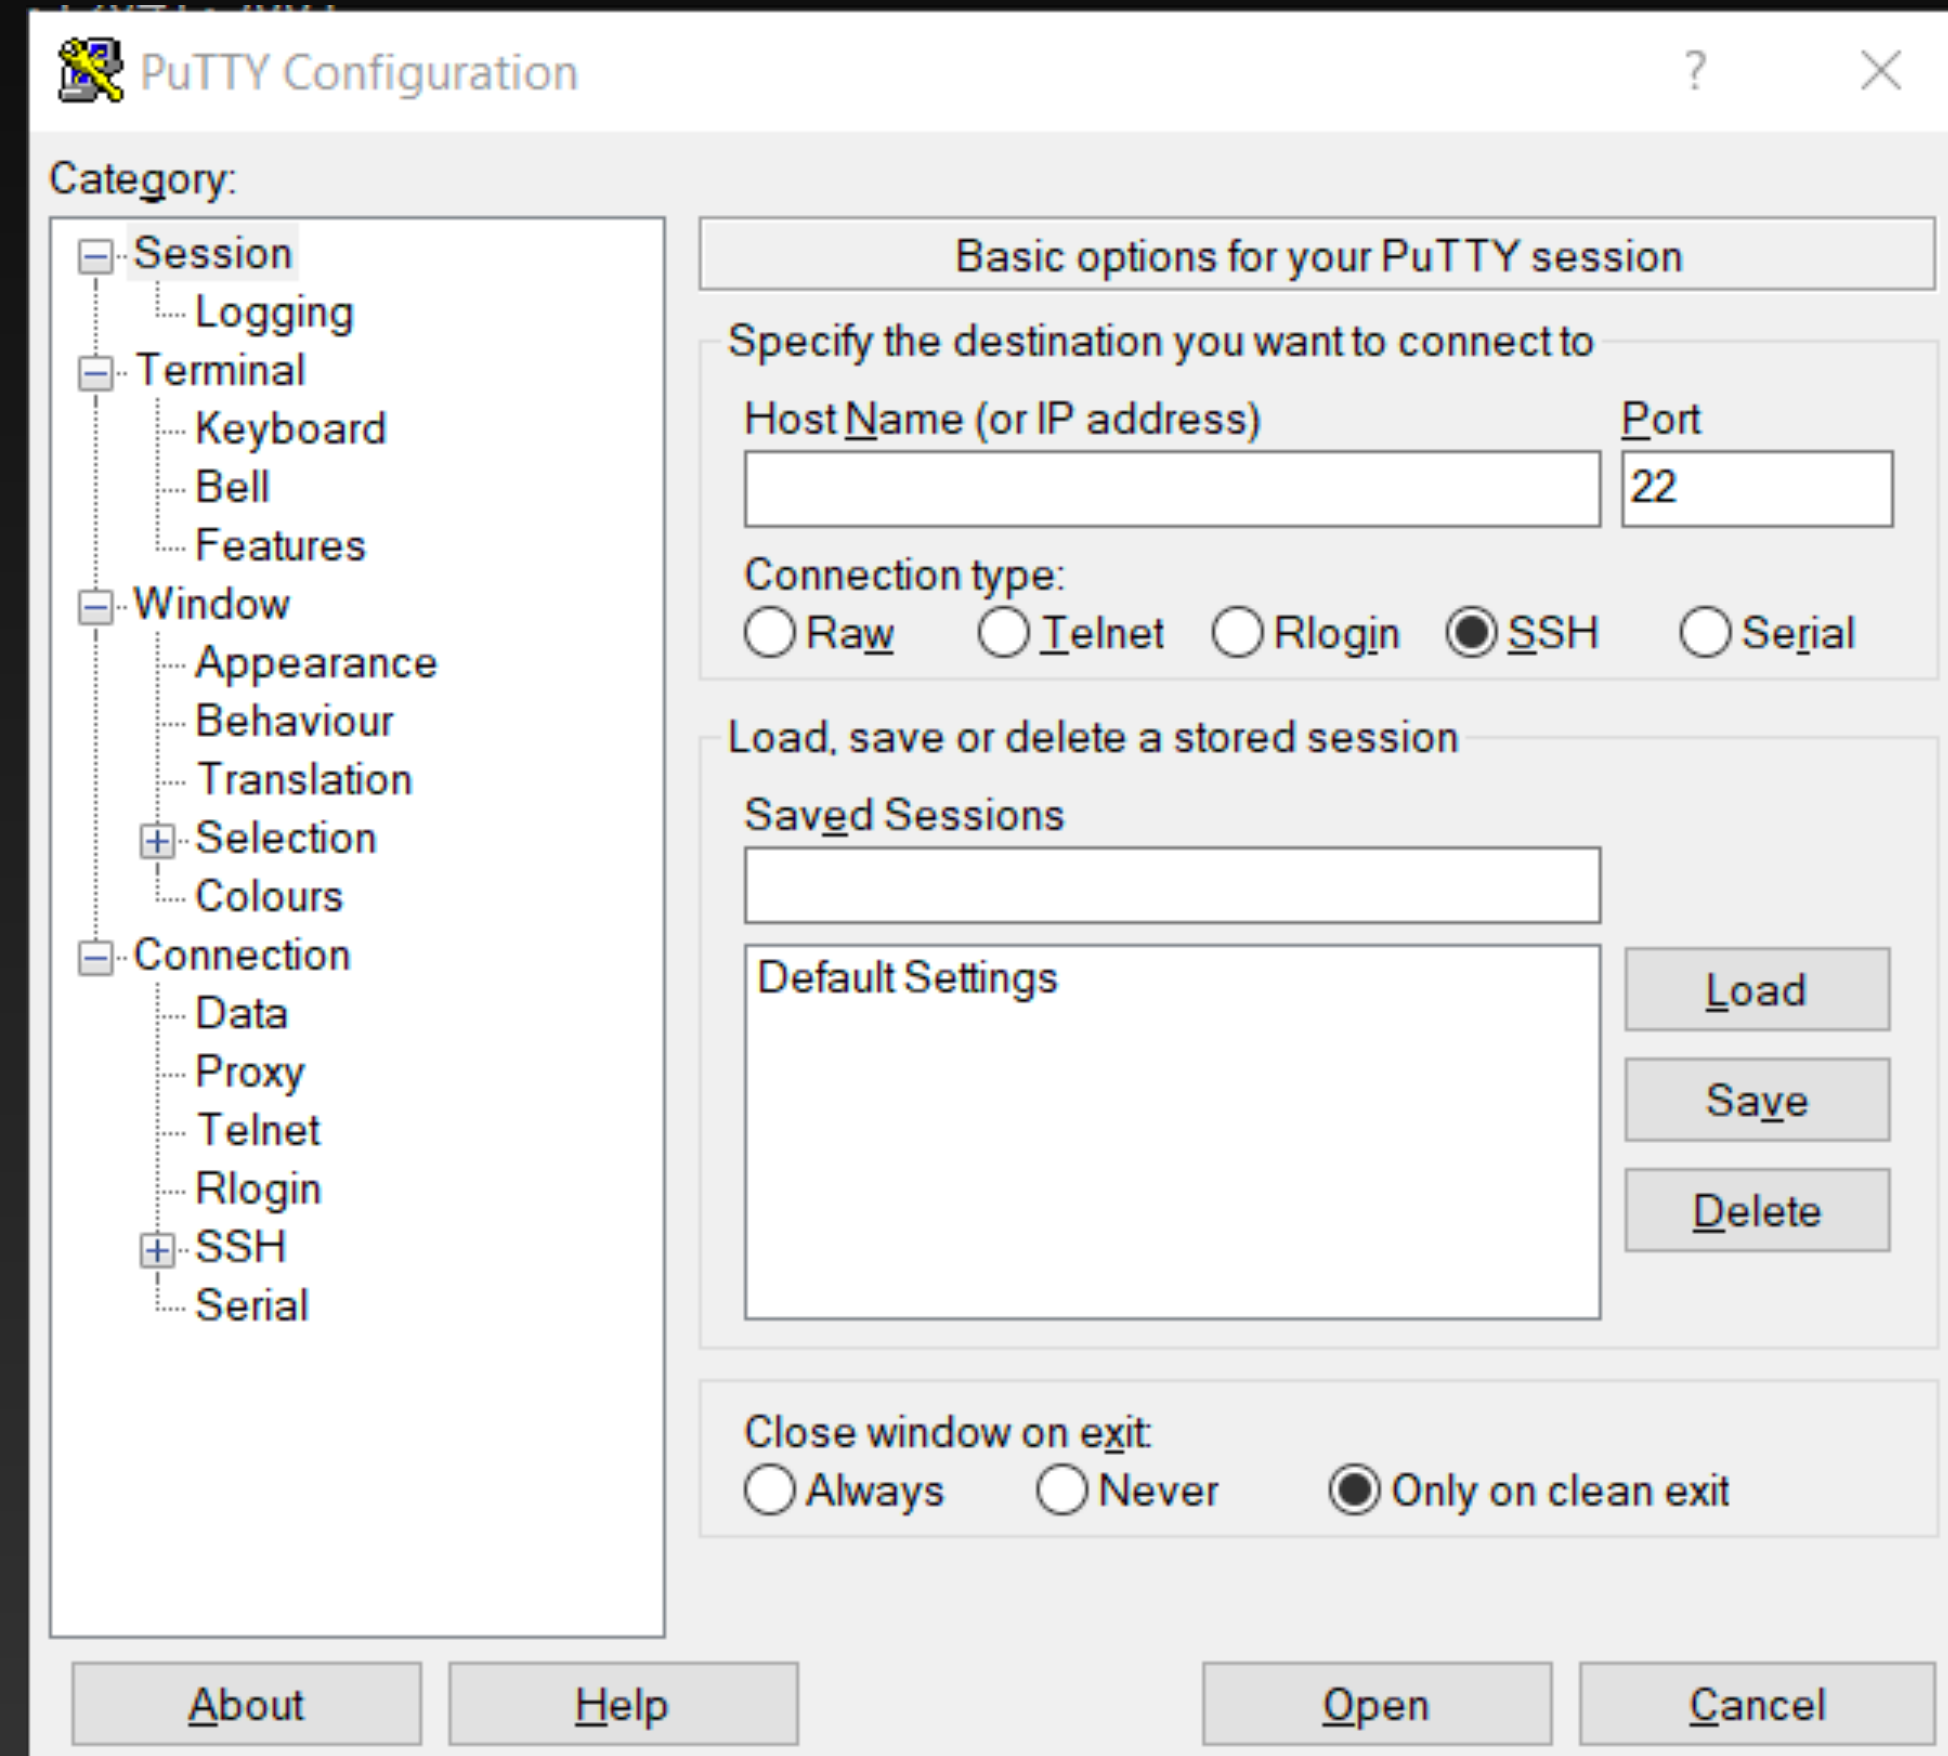 PuTTY Configuration
?
Category:
Session
Logging
Terminal
Keyboard
Bell
Features
Window
Appearance
Behaviour
Translation
Selection
Colours
Connection
Data
Proxy
Telnet
Rlogin
SSH
Serial
Basic options for your PuTTY session
Specify the destination you want to connect to
Host Name (or IP address) Port
22
Connection type:
Raw Telnet Rlogin SSH Serial
Load, save or delete a stored session
Saved Sessions
Default Settings
Load
Save
Delete
Close window on exit:
Always Never Only on clean exit
About Help Open Cancel